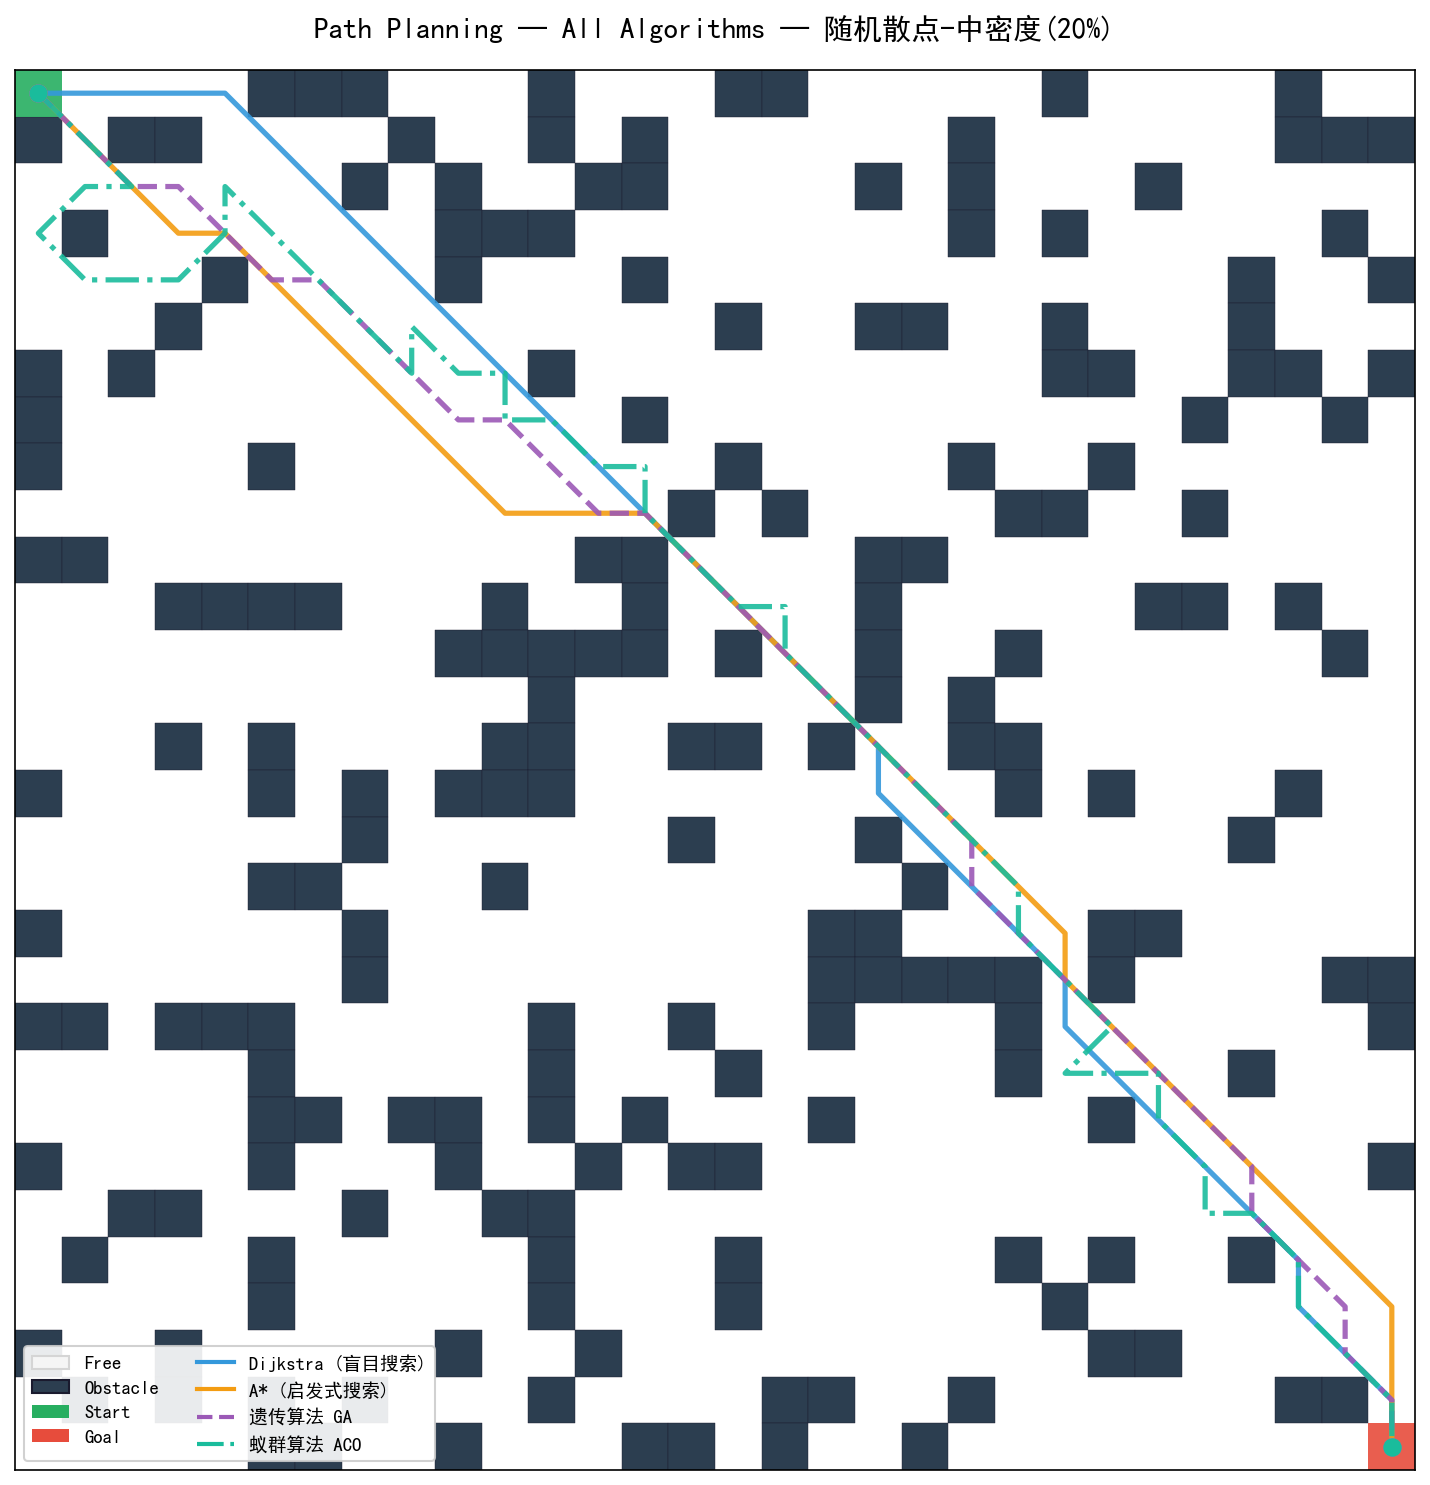 Path Planning — All Algorithms — 随机散点-中密度(20%)
Free
Obstacle
Start
Goal
Dijkstra (盲目搜索)
A* (启发式搜索)
遗传算法 GA
蚁群算法 ACO